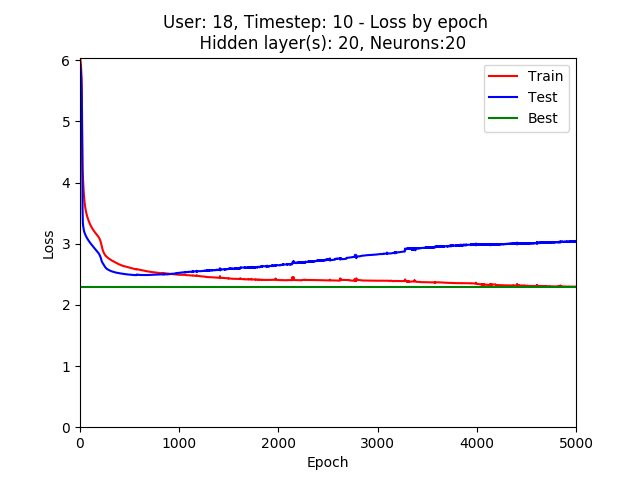 User: 18, Timestep: 10 - Loss by epoch
Hidden layer(s): 20, Neurons:20
Train
Test
Best
Loss
6
5
4
3
2
1
0
0 1000 2000 3000 4000 5000
Epoch